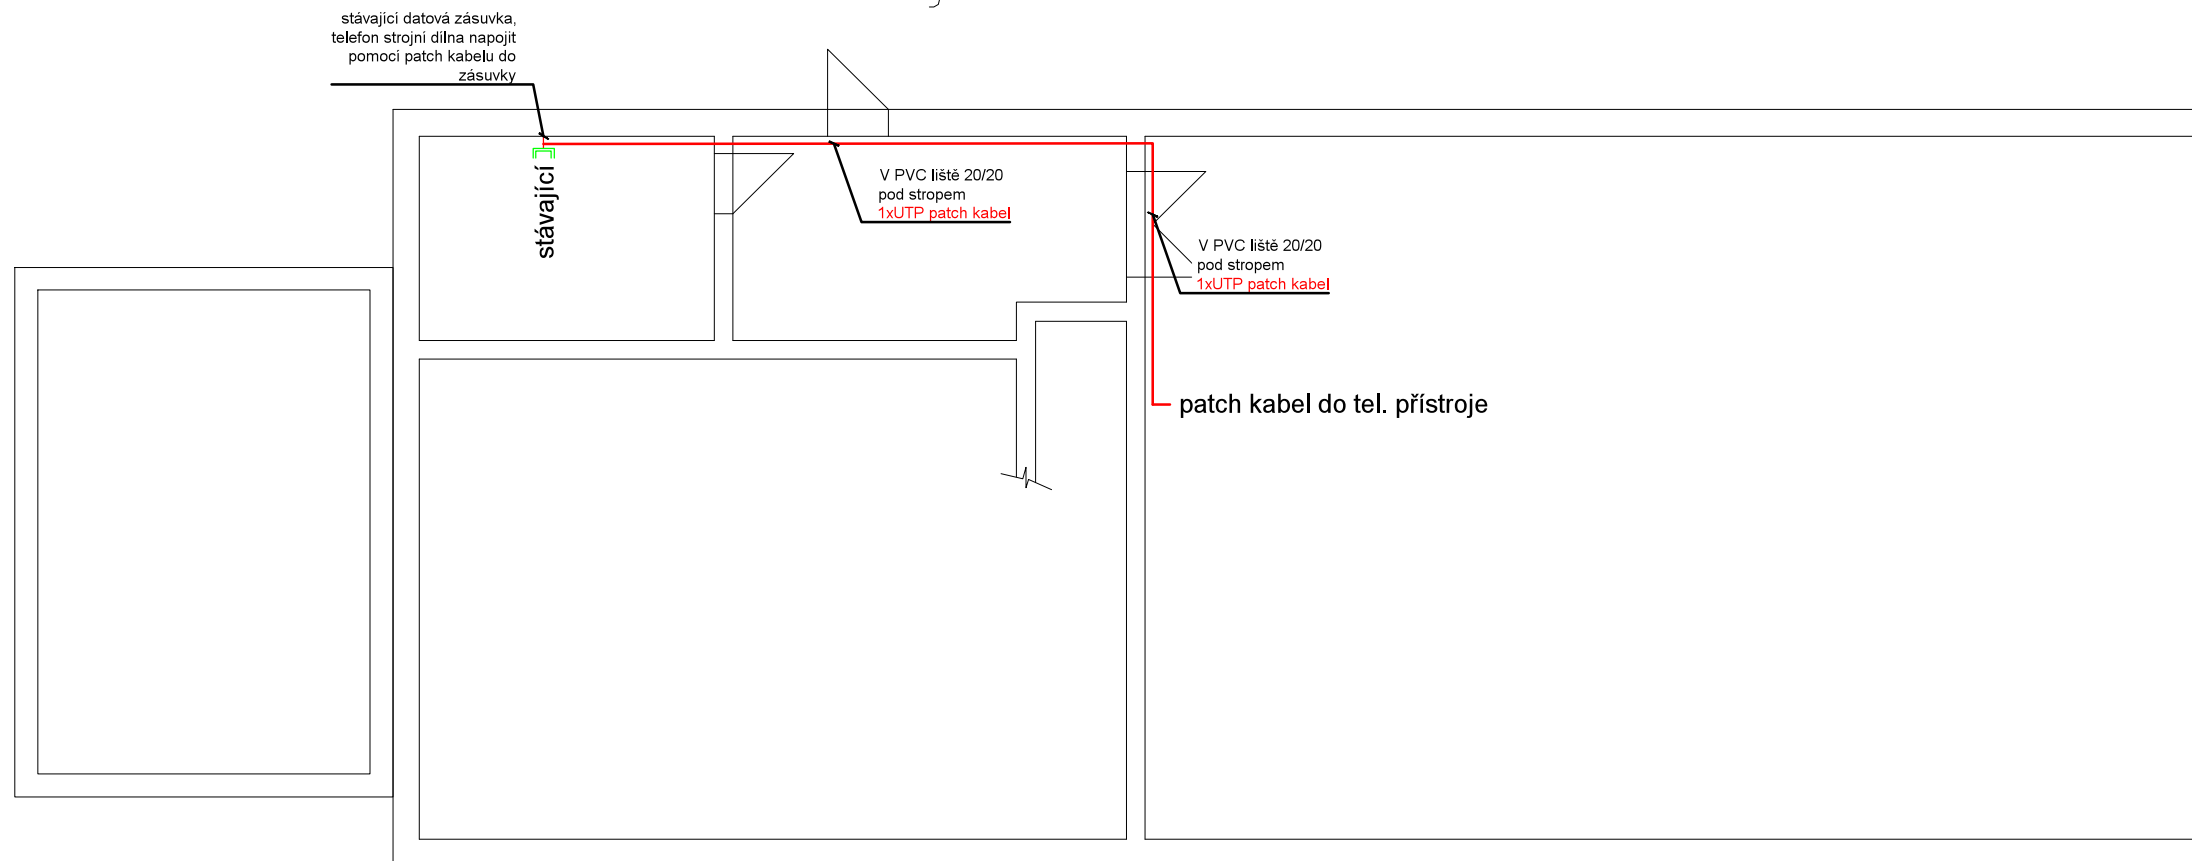 stávající datová zásuvka,
telefon strojní dílna napojit
pomocí patch kabelu do
zásuvky
stávající
V PVC liště 20/20
pod stropem
1xUTP patch kabel
V PVC liště 20/20
pod stropem
1xUTP patch kabel
patch kabel do tel. přístroje